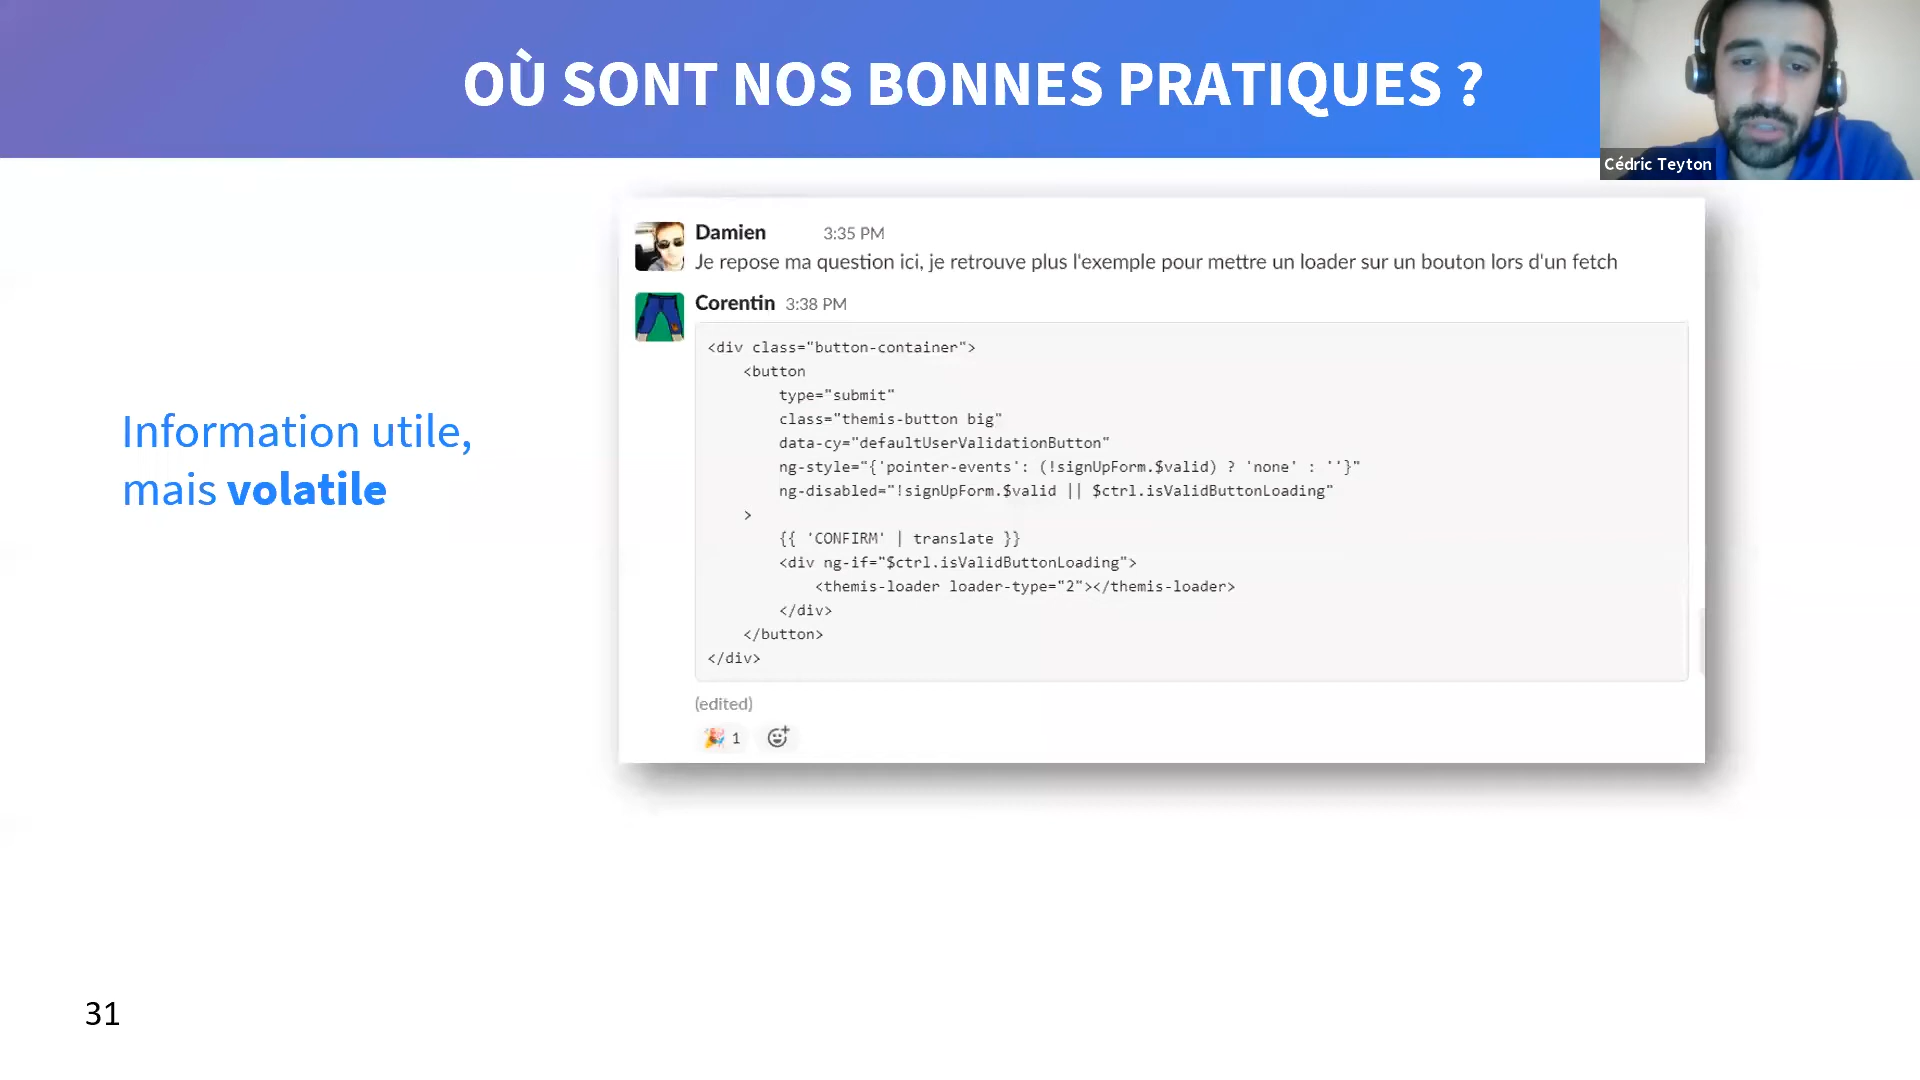 OÙ SONT NOS BONNES PRATIQUES ?
Cédric Teyton
Information utile,
mais volatile
Damien 3:35 PM
Je repose ma question ici, je retrouve plus l'exemple pour mettre un loader sur un bouton lors d'un fetch
Corentin 3:38 PM
<div class="button-container">
    <button
        type="submit"
        class="themis-button big"
        data-cy="defaultUserValidationButton"
        ng-style="{'pointer-events': (!signUpForm.$valid) ? 'none' : ''}"
        ng-disabled="!signUpForm.$valid || $ctrl.isValidButtonLoading"
    >
        {{ 'CONFIRM' | translate }}
        <div ng-if="$ctrl.isValidButtonLoading">
            <themis-loader loader-type="2"></themis-loader>
        </div>
    </button>
</div>
(edited)
1
31